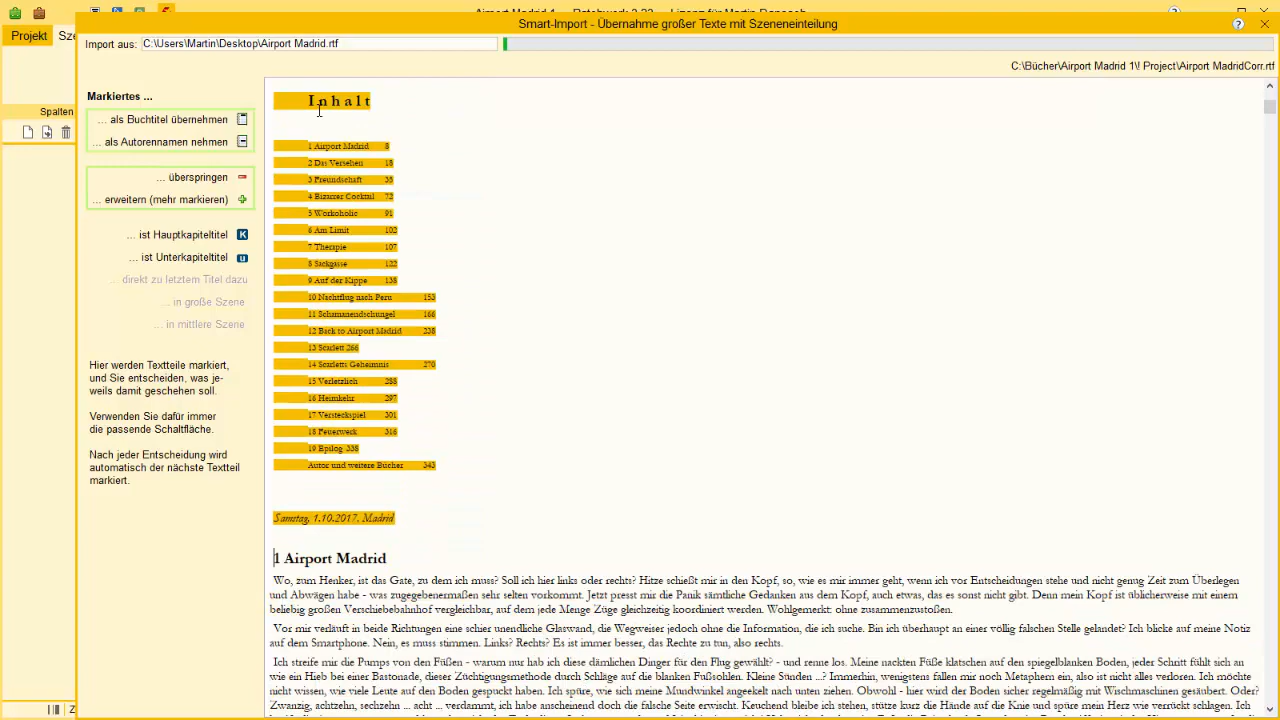 Smart-Import - Übernahme großer Texte mit Szeneneinteilung
Projekt
Import aus:
C:\Users\Martin\Desktop\Airport Madrid.rtf
C:\Bücher\Airport Madrid 1\! Project\Airport MadridCorr.rtf
Spalten
Markiertes ...
... als Buchtitel übernehmen
... als Autorennamen nehmen
... überspringen
... erweitern (mehr markieren)
... ist Hauptkapiteltitel
... ist Unterkapiteltitel
... direkt zu letztem Titel dazu
... in große Szene
... in mittlere Szene
Hier werden Textteile markiert,
und Sie entscheiden, was je-
weils damit geschehen soll.
Verwenden Sie dafür immer
die passende Schaltfläche.
Nach jeder Entscheidung wird
automatisch der nächste Textteil
markiert.
Inhalt
1 Airport Madrid 8
2 Das Versehen 18
3 Freundschaft 35
4 Bizarrer Cocktail 72
5 Workoholic 91
6 Am Limit 102
7 Therapie 107
8 Sackgasse 122
9 Auf der Kippe 138
10 Nachtflug nach Peru 153
11 Schamanendschungel 166
12 Back to Airport Madrid 238
13 Scarlett 266
14 Scarletts Geheimnis 270
15 Verletzlich 288
16 Heimkehr 297
17 Versteckspiel 301
18 Feuerwerk 316
19 Epilog 338
Autor und weitere Bücher 343
Samstag, 1.10.2017, Madrid
1 Airport Madrid
Wo, zum Henker, ist das Gate, zu dem ich muss? Soll ich hier links oder rechts? Hitze schießt mir in den Kopf, so, wie es mir immer geht, wenn ich vor Entscheidungen stehe und nicht genug Zeit zum Überlegen
und Abwägen habe - was zugegebenermaßen sehr selten vorkommt. Jetzt presst mir die Panik sämtliche Gedanken aus dem Kopf, auch etwas, das es sonst nicht gibt. Denn mein Kopf ist üblicherweise mit einem
beliebig großen Verschiebebahnhof vergleichbar, auf dem jede Menge Züge gleichzeitig koordiniert werden. Wohlgemerkt: ohne zusammenzustoßen.
Vor mir verläuft in beide Richtungen eine schier unendliche Glaswand, die Wegweiser jedoch ohne die Information, die ich suche. Bin ich überhaupt an einer völlig falschen Stelle gelandet? Ich blicke auf meine Notiz
auf dem Smartphone. Nein, es muss stimmen. Links? Rechts? Es ist immer besser, das Rechte zu tun, also rechts.
Ich streife mir die Pumps von den Füßen - warum nur hab ich diese dämlichen Dinger für den Flug gewählt? - und renne los. Meine nackten Füße klatschen auf den spiegelblanken Boden, jeder Schritt fühlt sich an
wie ein Hieb bei einer Bastonade, dieser Züchtigungsmethode durch Schläge auf die blanken Fußsohlen. Kleine Sünden ...? Immerhin, wenigstens fallen mir noch Metaphern ein, also ist nicht alles verloren. Ich möchte
nicht wissen, wie viele Leute auf den Boden gespuckt haben. Ich spüre, wie sich meine Mundwinkel angeekelt nach unten ziehen. Obwohl - hier wird der Boden sicher regelmäßig mit Wischmaschinen gesäubert. Oder?
Zwanzig, achtzehn, sechzehn ... acht ... verdammt, ich habe anscheinend doch die falsche Seite erwischt. Keuchend bleibe ich stehen, stütze kurz die Hände auf die Knie und spüre mein Herz wie verrückt schlagen. Ich